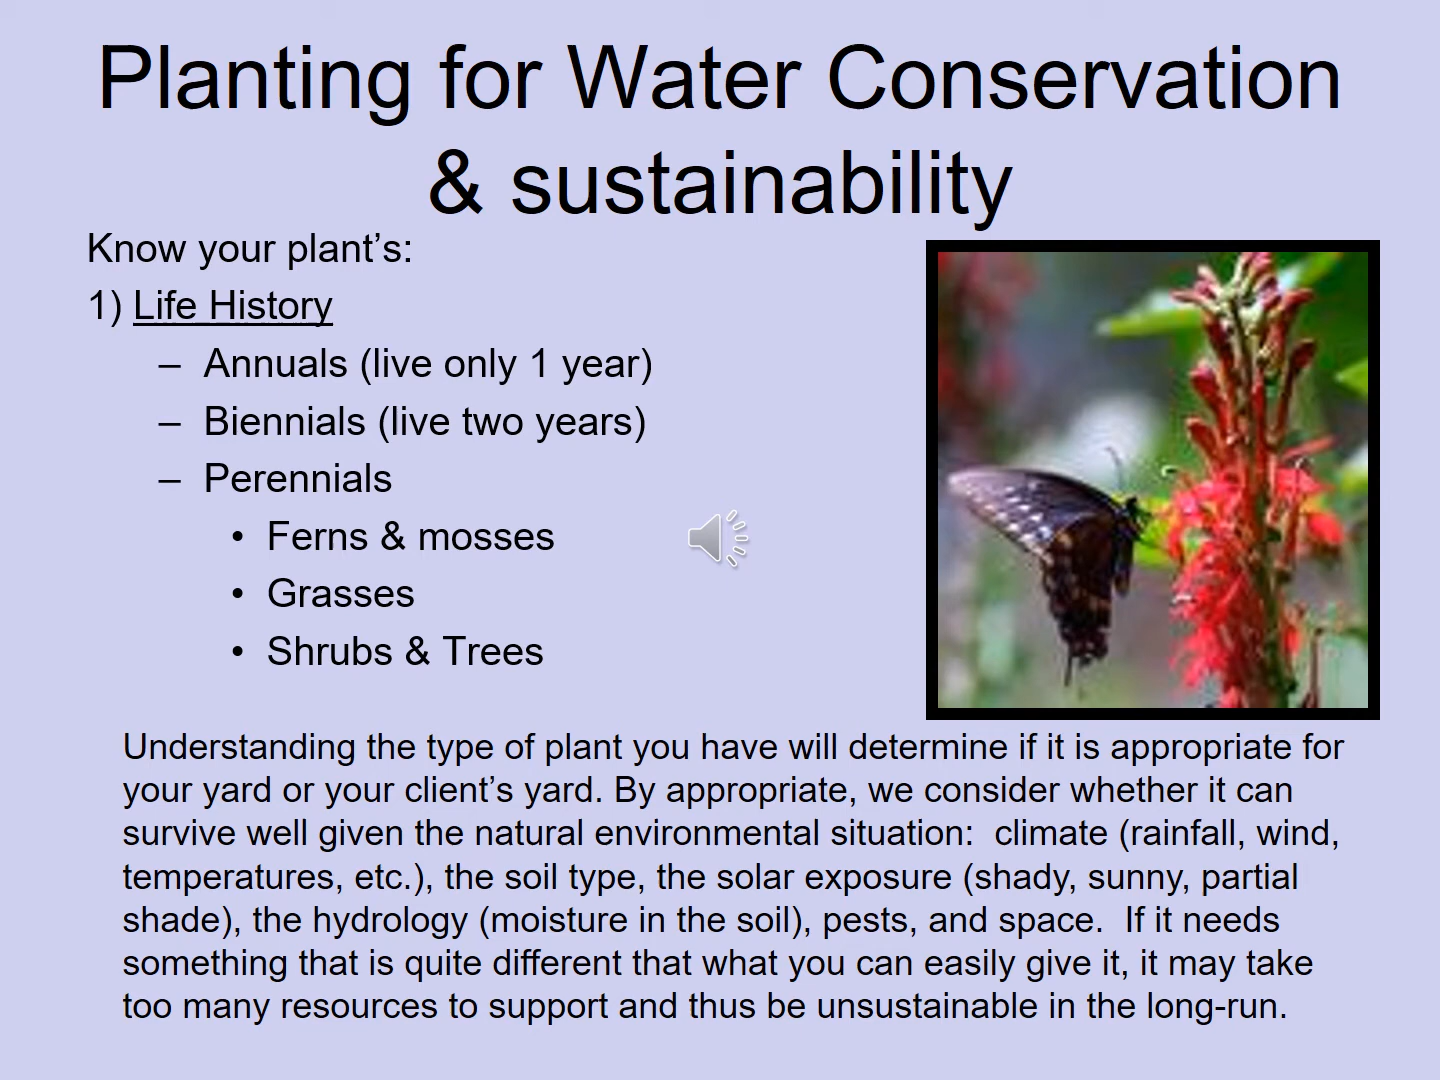 Planting for Water Conservation
& sustainability
Know your plant’s:
1) Life History
– Annuals (live only 1 year)
– Biennials (live two years)
– Perennials
• Ferns & mosses
• Grasses
• Shrubs & Trees
Understanding the type of plant you have will determine if it is appropriate for
your yard or your client’s yard. By appropriate, we consider whether it can
survive well given the natural environmental situation:  climate (rainfall, wind,
temperatures, etc.), the soil type, the solar exposure (shady, sunny, partial
shade), the hydrology (moisture in the soil), pests, and space.  If it needs
something that is quite different that what you can easily give it, it may take
too many resources to support and thus be unsustainable in the long-run.